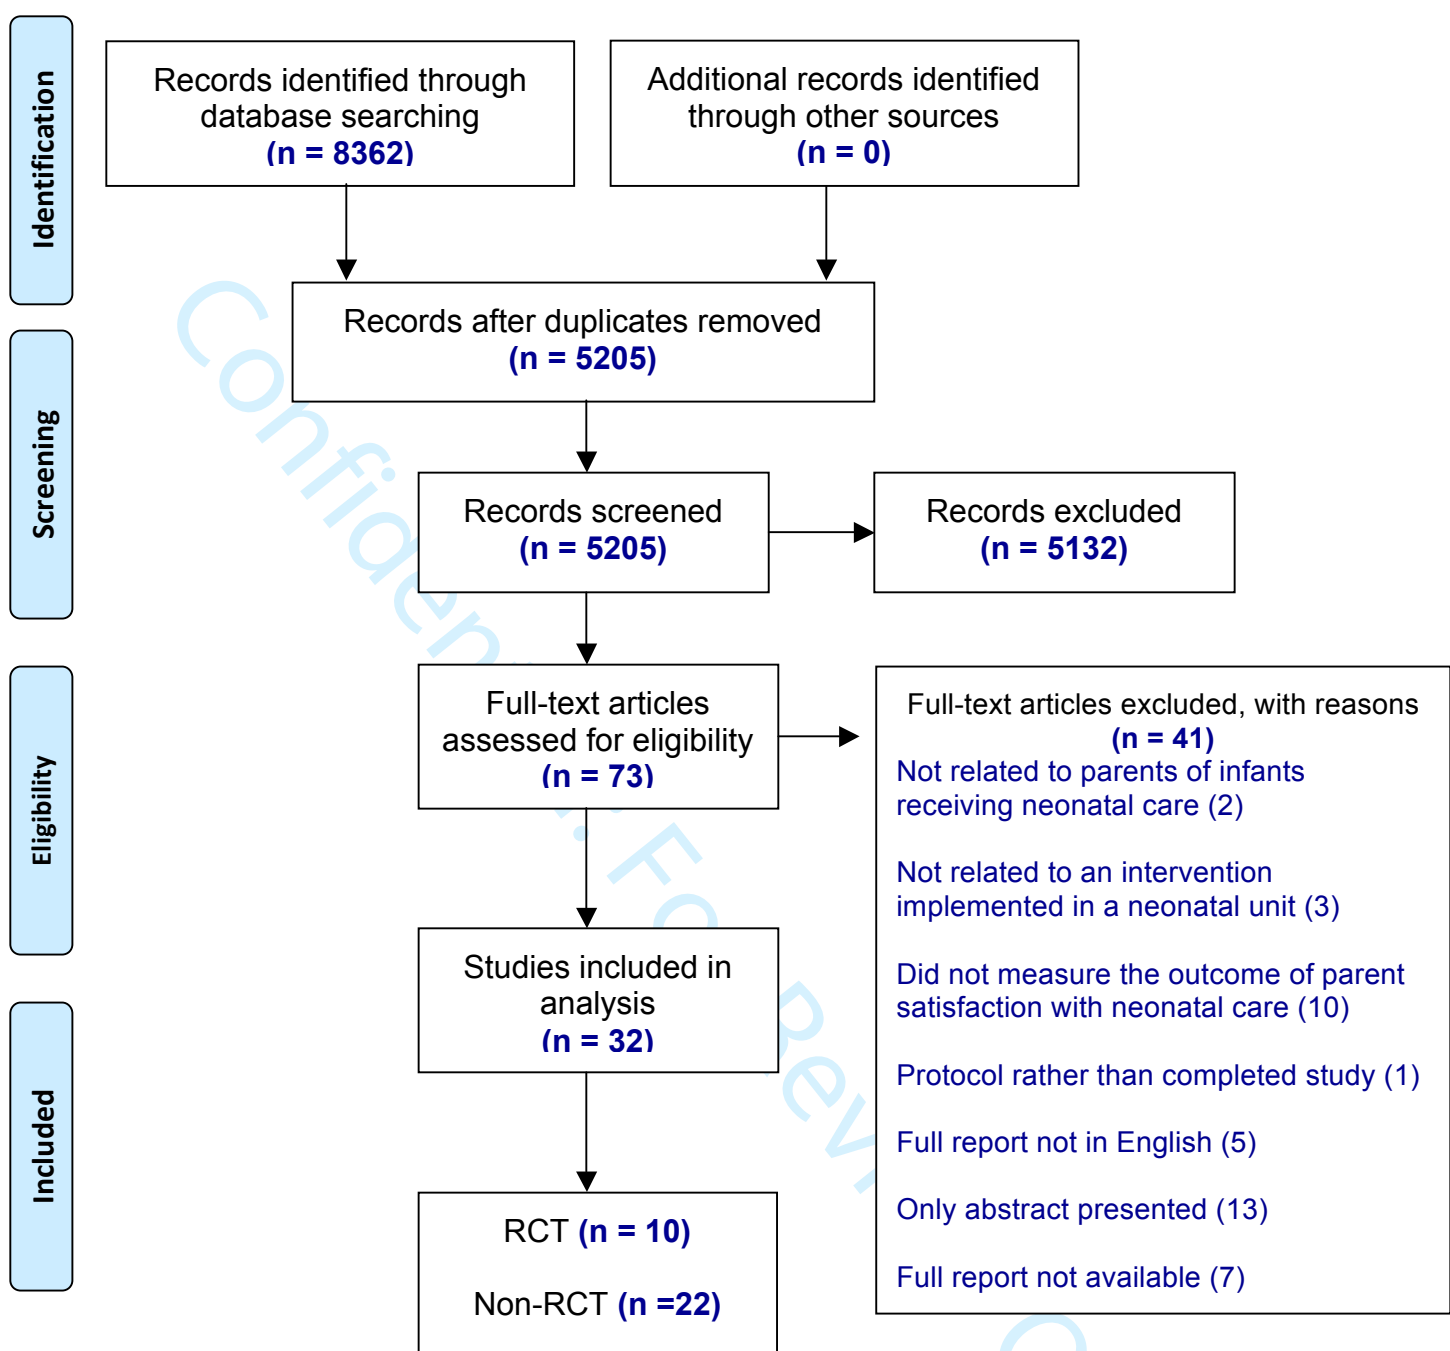 Identification
Records identified through
database searching
(n = 8362)
Additional records identified
through other sources
(n = 0)
Records after duplicates removed
(n = 5205)
Screening
Records screened
(n = 5205)
Records excluded
(n = 5132)
Eligibility
Full-text articles
assessed for eligibility
(n = 73)
Full-text articles excluded, with reasons
(n = 41)
Not related to parents of infants
receiving neonatal care (2)
Not related to an intervention
implemented in a neonatal unit (3)
Did not measure the outcome of parent
satisfaction with neonatal care (10)
Protocol rather than completed study (1)
Full report not in English (5)
Only abstract presented (13)
Full report not available (7)
Studies included in
analysis
(n = 32)
Included
RCT (n = 10)
Non-RCT (n =22)
Confidential: For Review